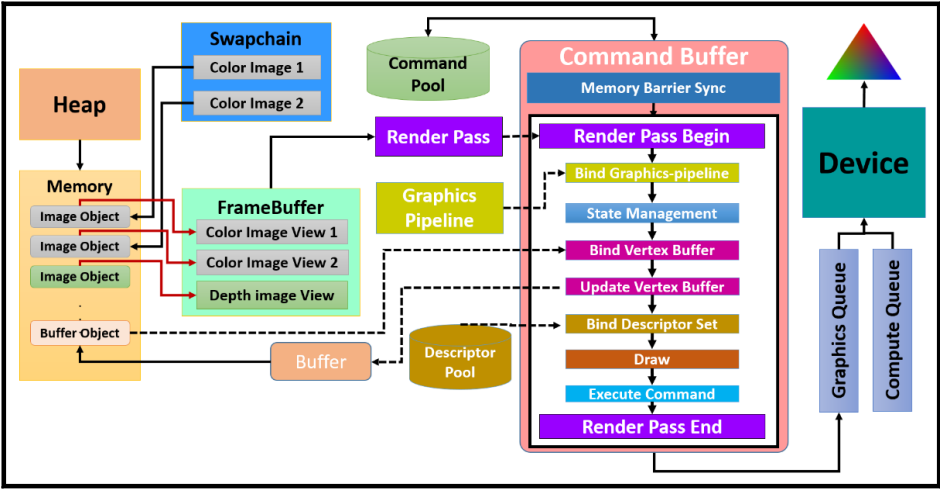 Swapchain
Color Image 1
Color Image 2
Heap
Memory
Image Object
Image Object
Image Object
Buffer Object
FrameBuffer
Color Image View 1
Color Image View 2
Depth image View
Buffer
Command
Pool
Render Pass
Graphics
Pipeline
Descriptor
Pool
Command Buffer
Memory Barrier Sync
Render Pass Begin
Bind Graphics-pipeline
State Management
Bind Vertex Buffer
Update Vertex Buffer
Bind Descriptor Set
Draw
Execute Command
Render Pass End
Device
Graphics Queue
Compute Queue